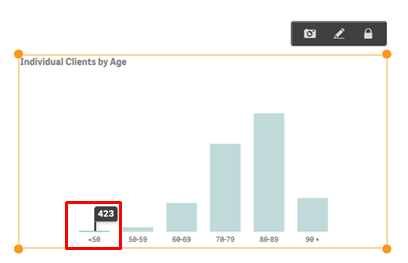 Individual Clients by Age
423
<50 50-59 60-69 70-79 80-89 90 +